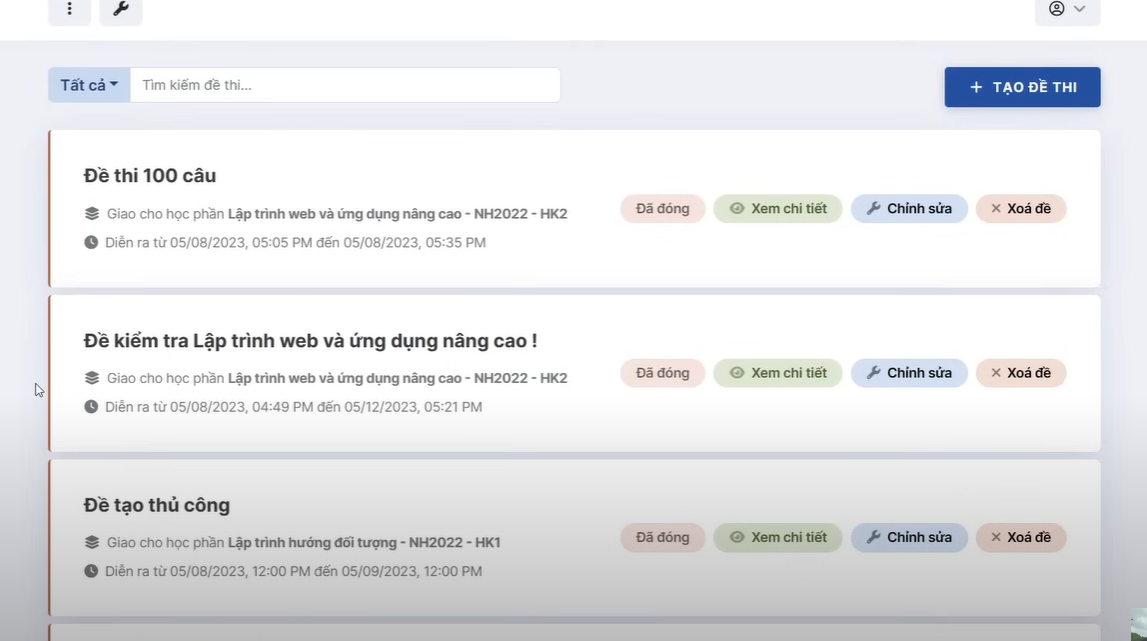 Tất cả
Tìm kiếm đề thi...
+ TẠO ĐỀ THI
Đề thi 100 câu
Giao cho học phần Lập trình web và ứng dụng nâng cao - NH2022 - HK2
Diễn ra từ 05/08/2023, 05:05 PM đến 05/08/2023, 05:35 PM
Đã đóng
Xem chi tiết
Chỉnh sửa
Xoá đề
Đề kiểm tra Lập trình web và ứng dụng nâng cao !
Giao cho học phần Lập trình web và ứng dụng nâng cao - NH2022 - HK2
Diễn ra từ 05/08/2023, 04:49 PM đến 05/12/2023, 05:21 PM
Đã đóng
Xem chi tiết
Chỉnh sửa
Xoá đề
Đề tạo thủ công
Giao cho học phần Lập trình hướng đối tượng - NH2022 - HK1
Diễn ra từ 05/08/2023, 12:00 PM đến 05/09/2023, 12:00 PM
Đã đóng
Xem chi tiết
Chỉnh sửa
Xoá đề